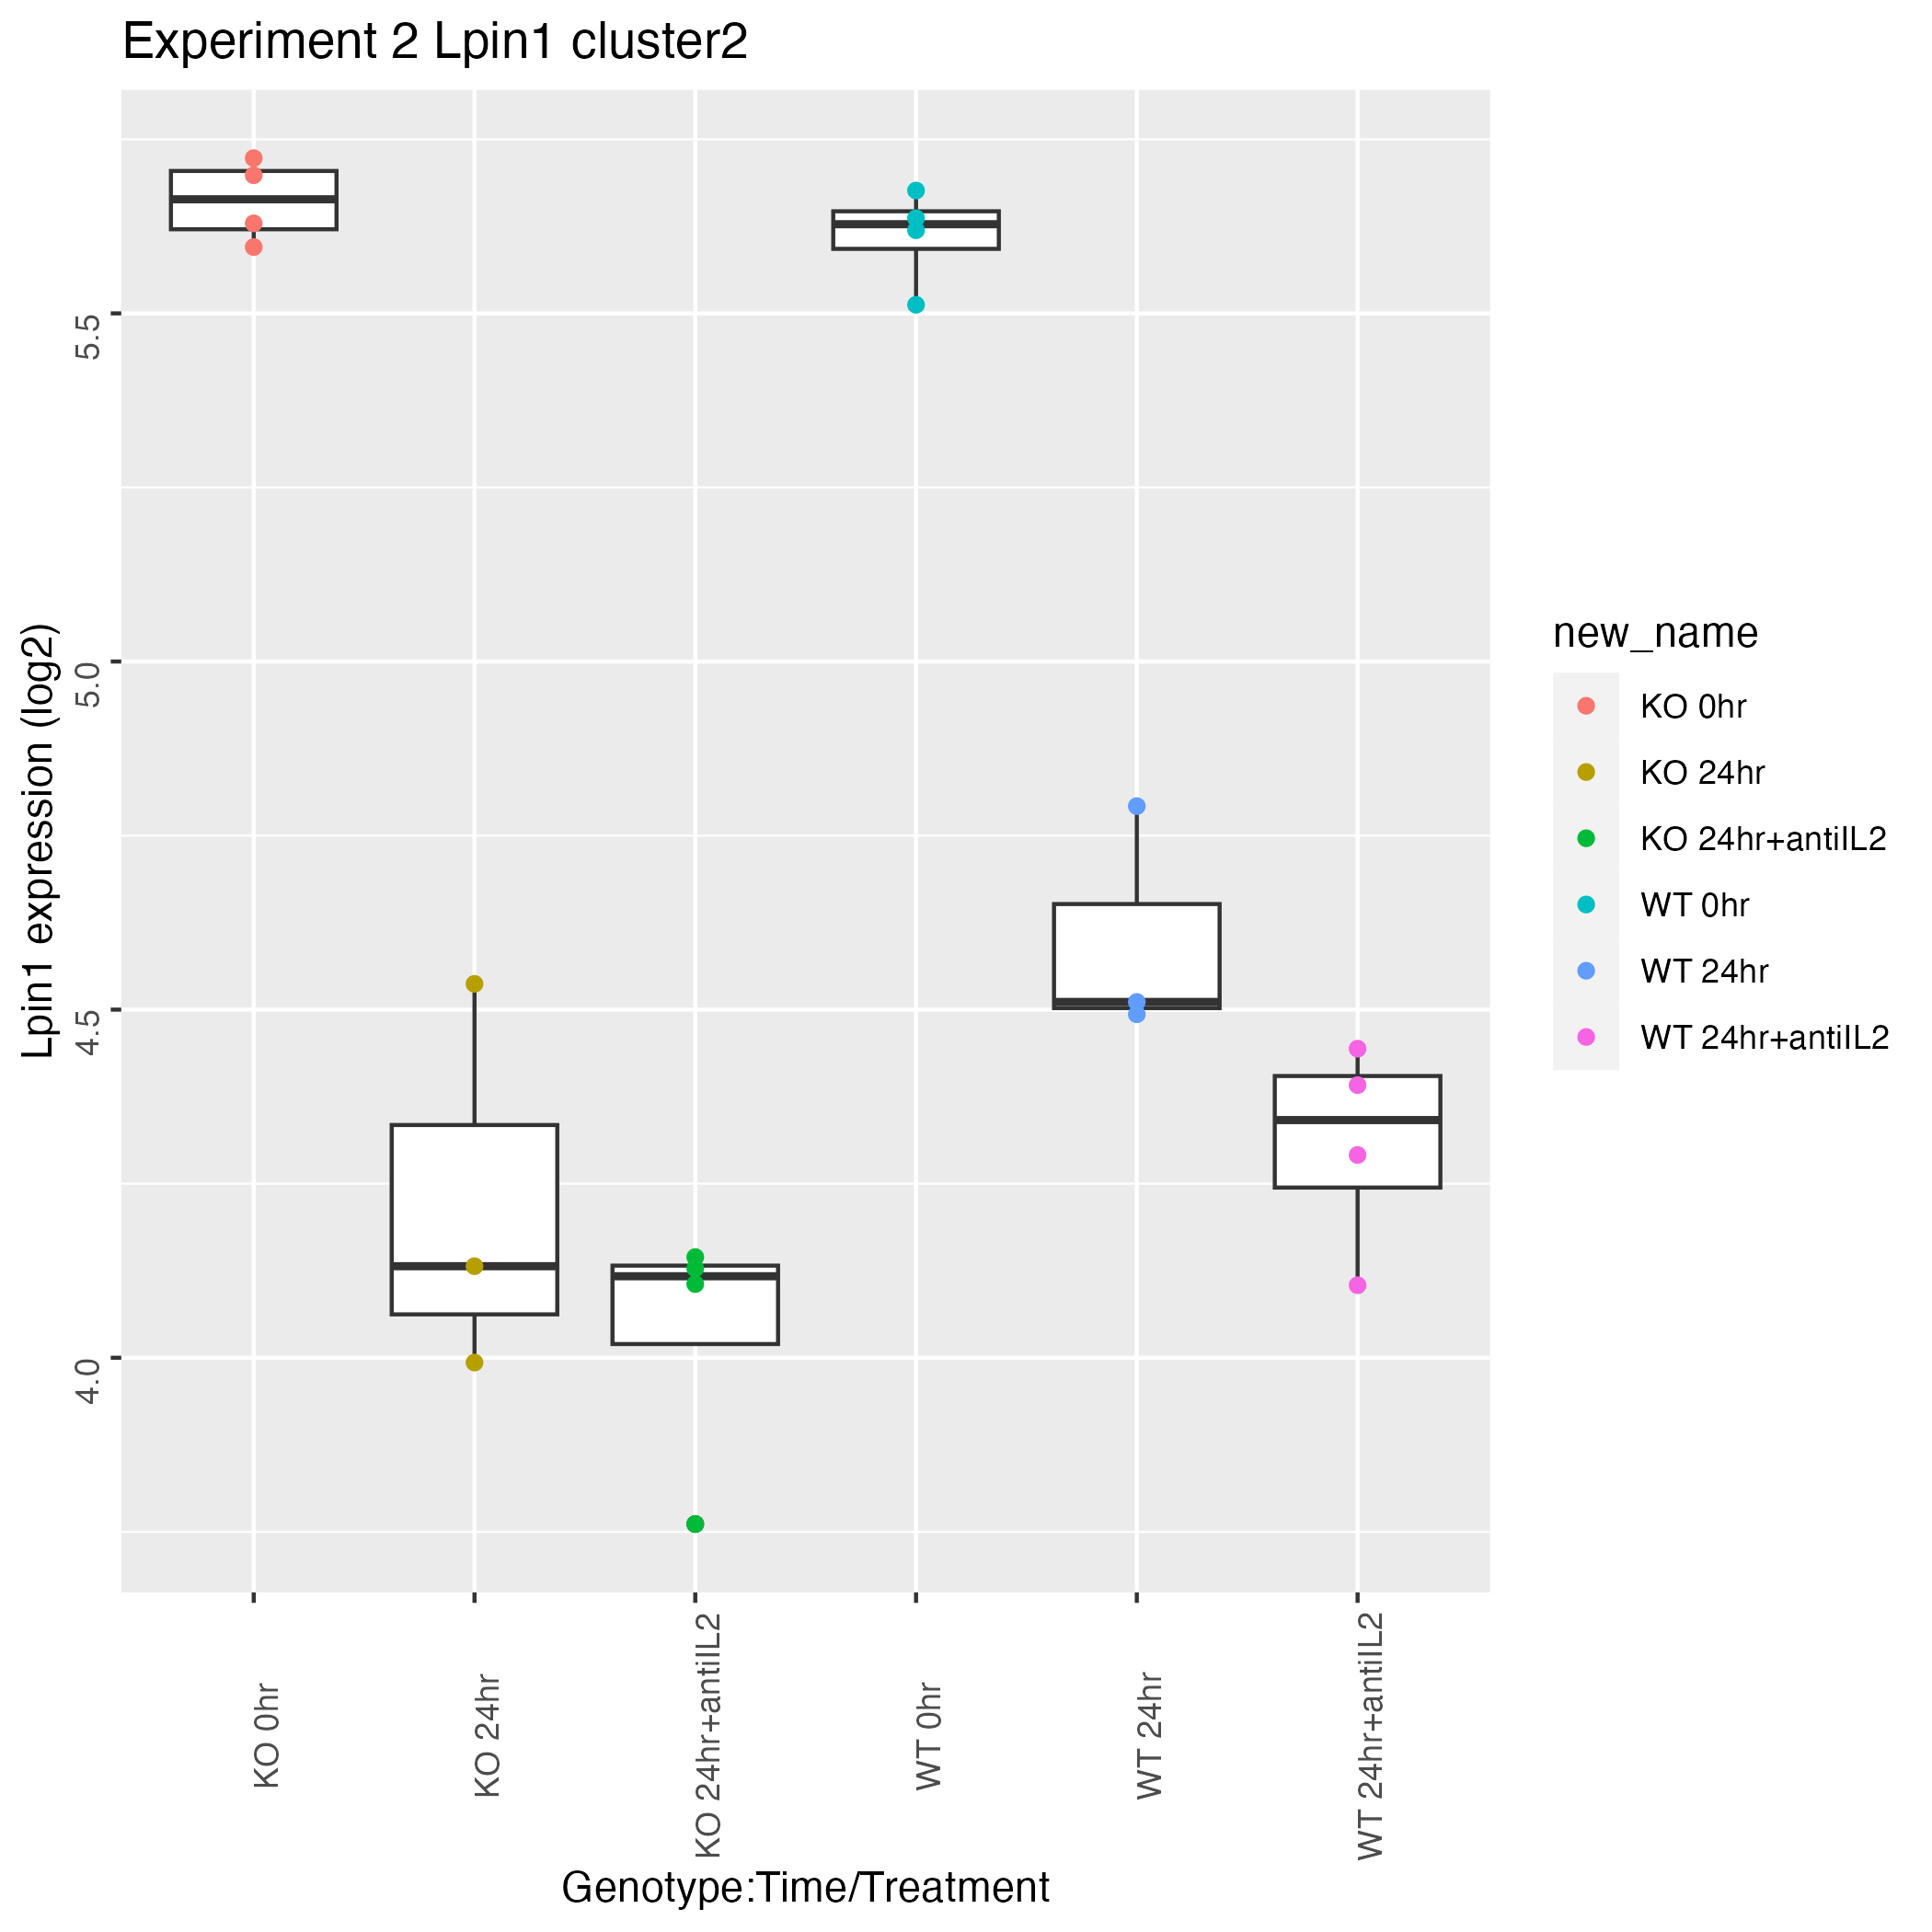 Experiment 2 Lpin1 cluster2
Lpin1 expression (log2)
5.5
5.0
4.5
4.0
KO 0hr
KO 24hr
KO 24hr+antiIL2
WT 0hr
WT 24hr
WT 24hr+antiIL2
Genotype:Time/Treatment
new_name
KO 0hr
KO 24hr
KO 24hr+antiIL2
WT 0hr
WT 24hr
WT 24hr+antiIL2